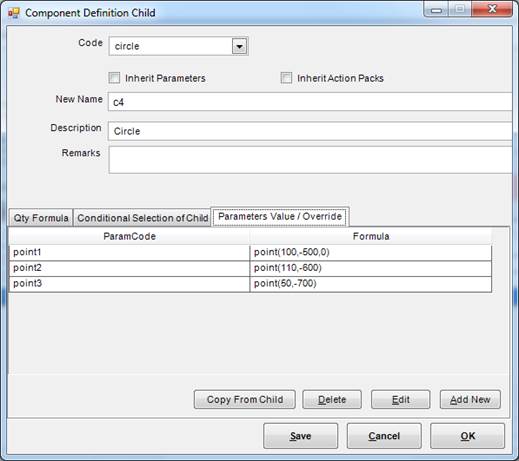 Component Definition Child
Code circle
Inherit Parameters Inherit Action Packs
New Name c4
Description Circle
Remarks
Qty Formula Conditional Selection of Child Parameters Value / Override
ParamCode Formula
point1 point(100,-500,0)
point2 point(110,-600)
point3 point(50,-700)
Copy From Child Delete Edit Add New
Save Cancel OK